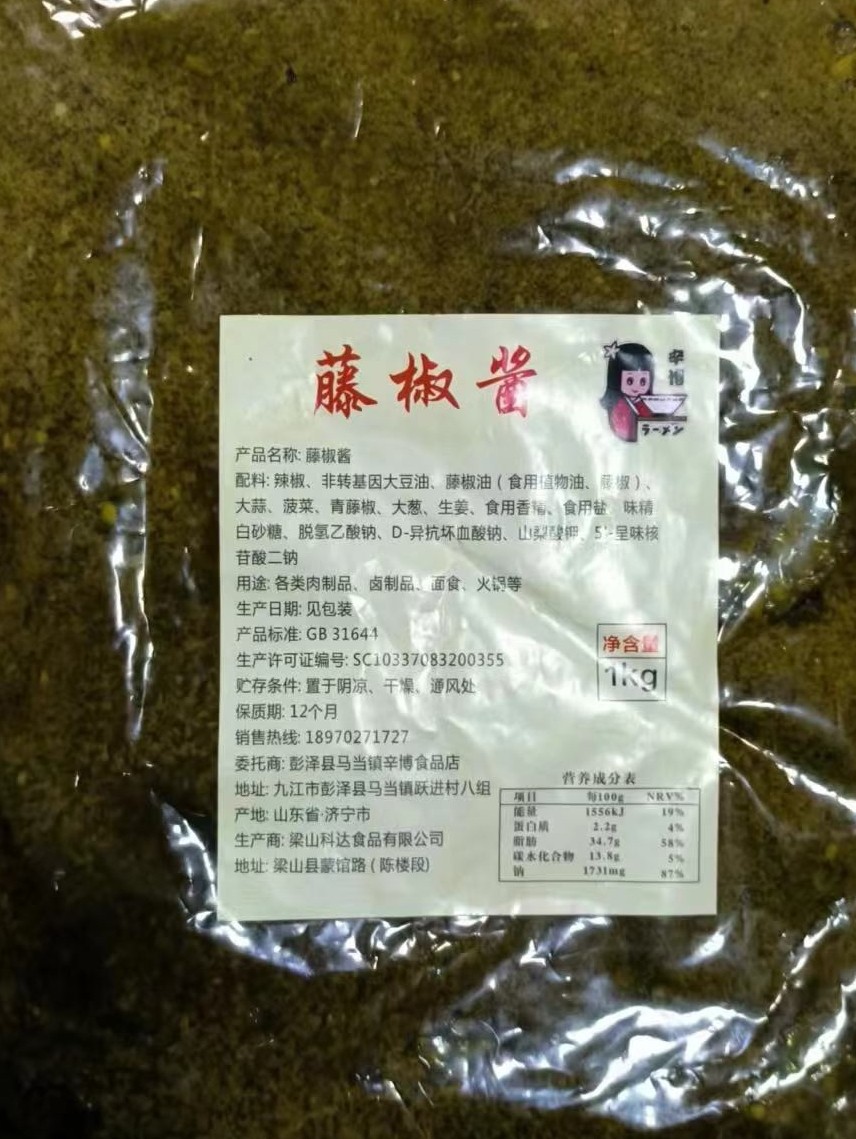 藤椒酱
辛博
ラーメン
产品名称: 藤椒酱
配料: 辣椒、非转基因大豆油、藤椒油（食用植物油、藤椒）、
大蒜、菠菜、青藤椒、大葱、生姜、食用香精、食用盐、味精
白砂糖、脱氢乙酸钠、D-异抗坏血酸钠、山梨酸钾、5'-呈味核
苷酸二钠
用途: 各类肉制品、卤制品、面食、火锅等
生产日期: 见包装
产品标准: GB 31644
生产许可证编号: SC10337083200355
贮存条件: 置于阴凉、干燥、通风处
保质期: 12个月
销售热线: 18970271727
委托商: 彭泽县马当镇辛博食品店
地址: 九江市彭泽县马当镇跃进村八组
产地: 山东省·济宁市
生产商: 梁山科达食品有限公司
地址: 梁山县蒙馆路（陈楼段）
净含量
1kg
营养成分表
项目 每100g NRV%
能量 1556kJ 19%
蛋白质 2.2g 4%
脂肪 34.7g 58%
碳水化合物 13.8g 5%
钠 1731mg 87%